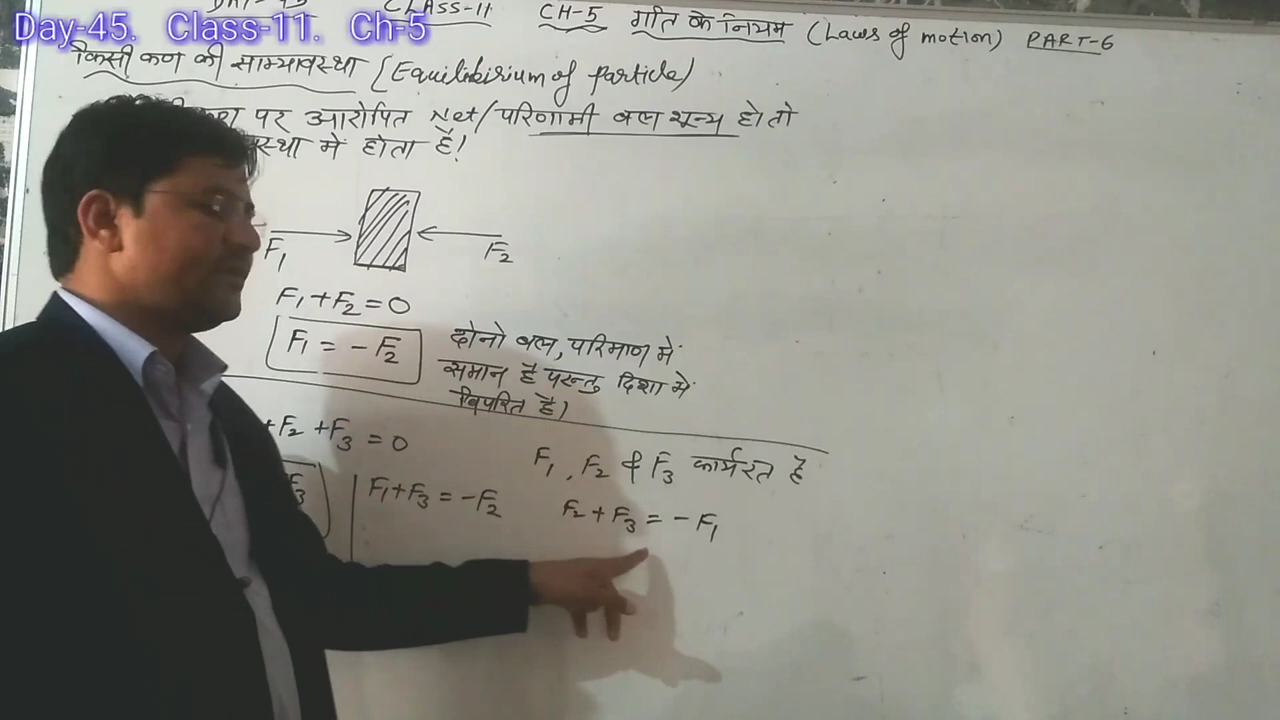 Day-45. Class-11. Ch-5
CLASS-11 CH-5 गति के नियम (Laws of motion) PART-6
किसी कण की साम्यावस्था (Equilibirium of particle)
पर आरोपित Net/परिणामी बल शून्य हो तो
स्था में होता है!
F₁ F₂
F₁+F₂=0
F₁ = -F₂
दोनो बल, परिमाण में
समान है परन्तु दिशा में
विपरित है।
+F₂ +F₃ = 0
F₁, F₂ & F₃ कार्यरत है
F₃
F₁+F₃ = -F₂
F₂+F₃ = -F₁